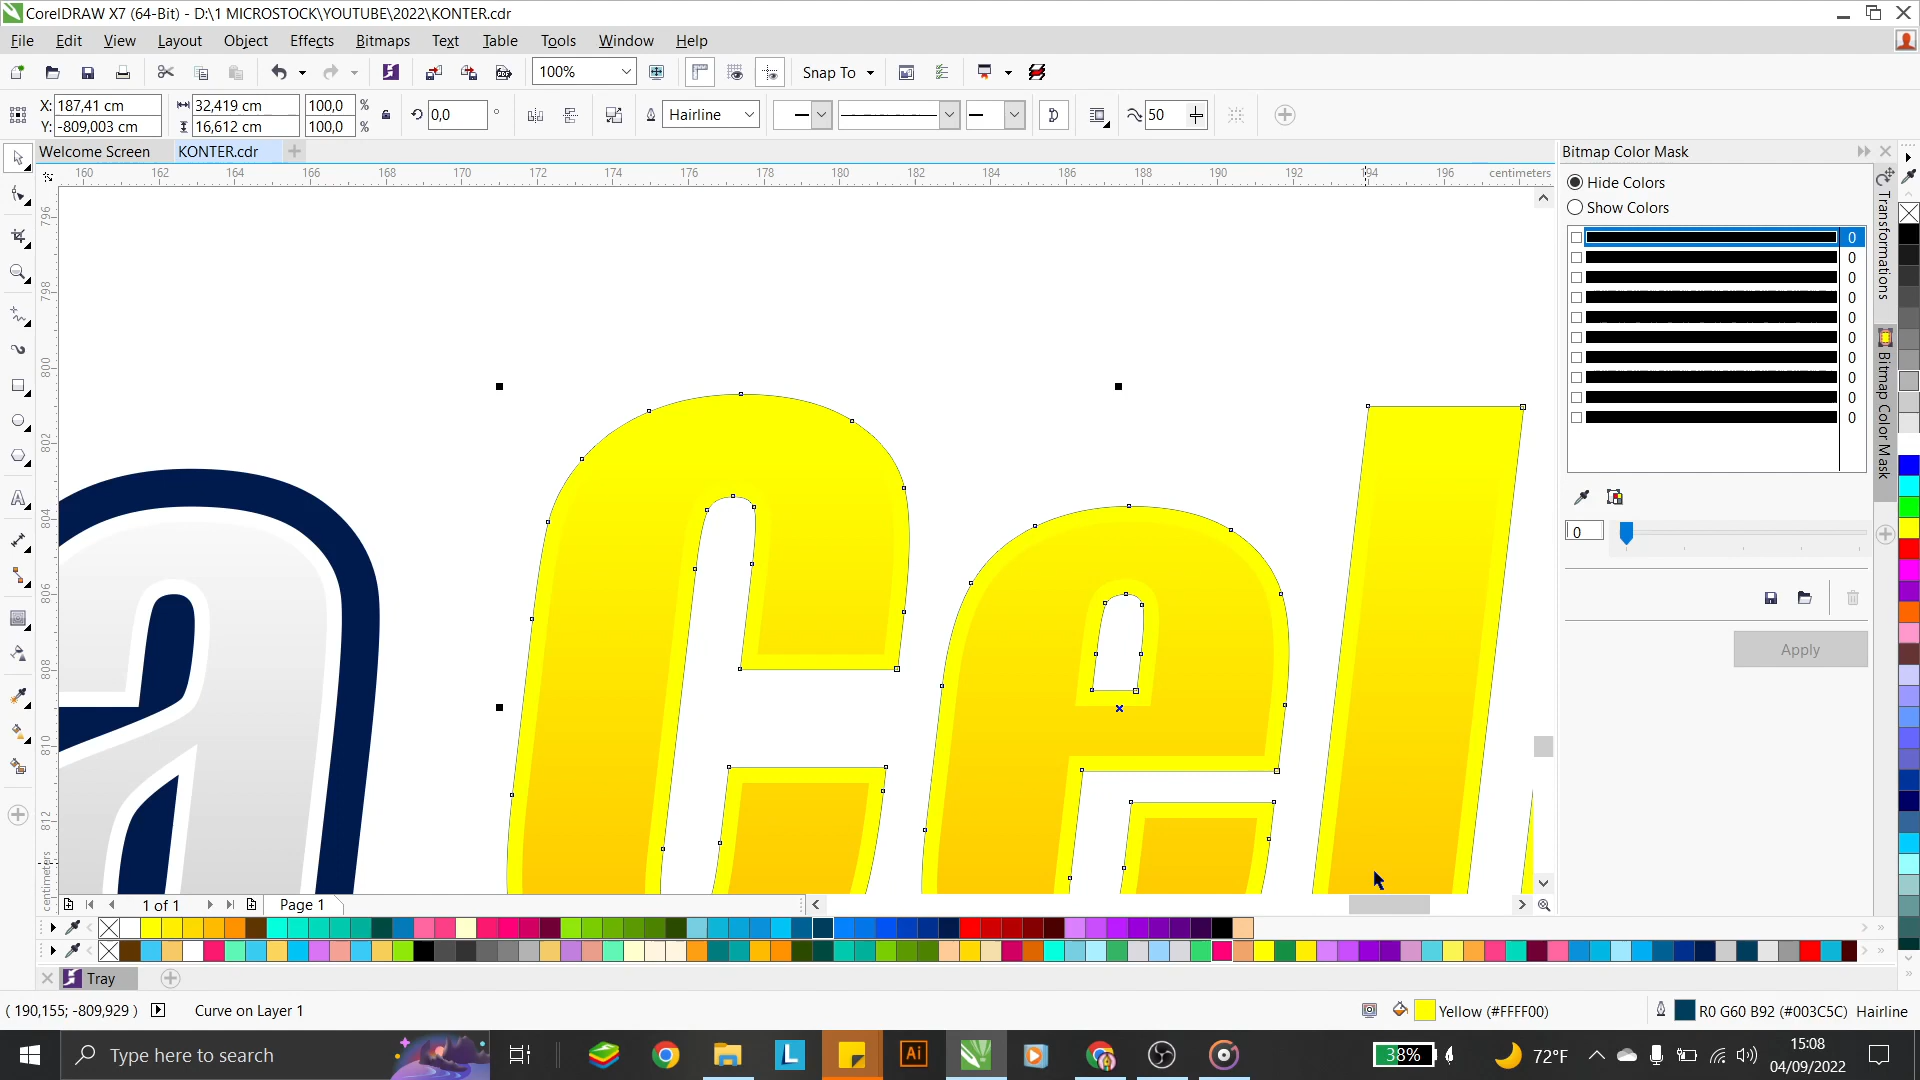 CorelDRAW X7 (64-Bit) - D:\1 MICROSTOCK\YOUTUBE\2022\KONTER.cdr
File Edit View Layout Object Effects Bitmaps Text Table Tools Window Help
100% Snap To
X: 187,41 cm 32,419 cm 100,0 % 0,0 ° Hairline 50
Y: -809,003 cm 16,612 cm 100,0 %
Welcome Screen KONTER.cdr
160 162 164 166 168 170 172 174 176 178 180 182 184 186 188 190 192 194 196 centimeters
796
798
800
802
804
806
808
810
812
centimeters
a Cel
Bitmap Color Mask
Hide Colors
Show Colors
0
0
0
0
0
0
0
0
0
0
0
Apply
Transformations
Bitmap Color Mask
1 of 1 Page 1
Tray
( 190,155; -809,929 ) Curve on Layer 1 Yellow (#FFFF00) R0 G60 B92 (#003C5C) Hairline
Type here to search L Ai 38% 72°F 15:08
04/09/2022